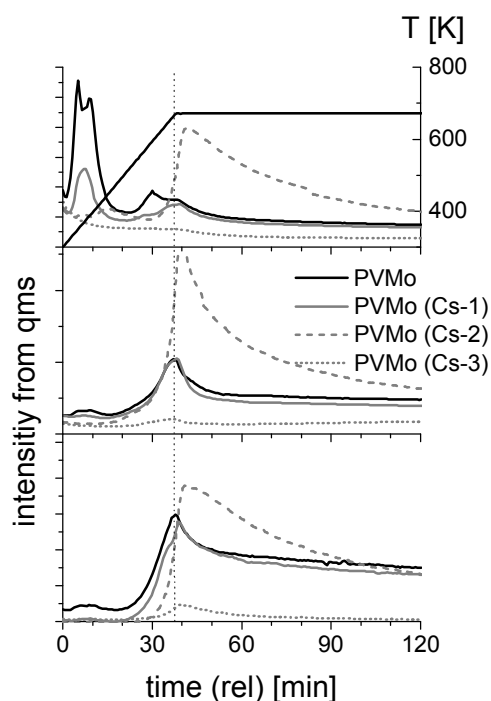 T [K]
800
600
400
PVMo
PVMo (Cs-1)
PVMo (Cs-2)
PVMo (Cs-3)
intensitiy from qms
0 30 60 90 120
time (rel) [min]